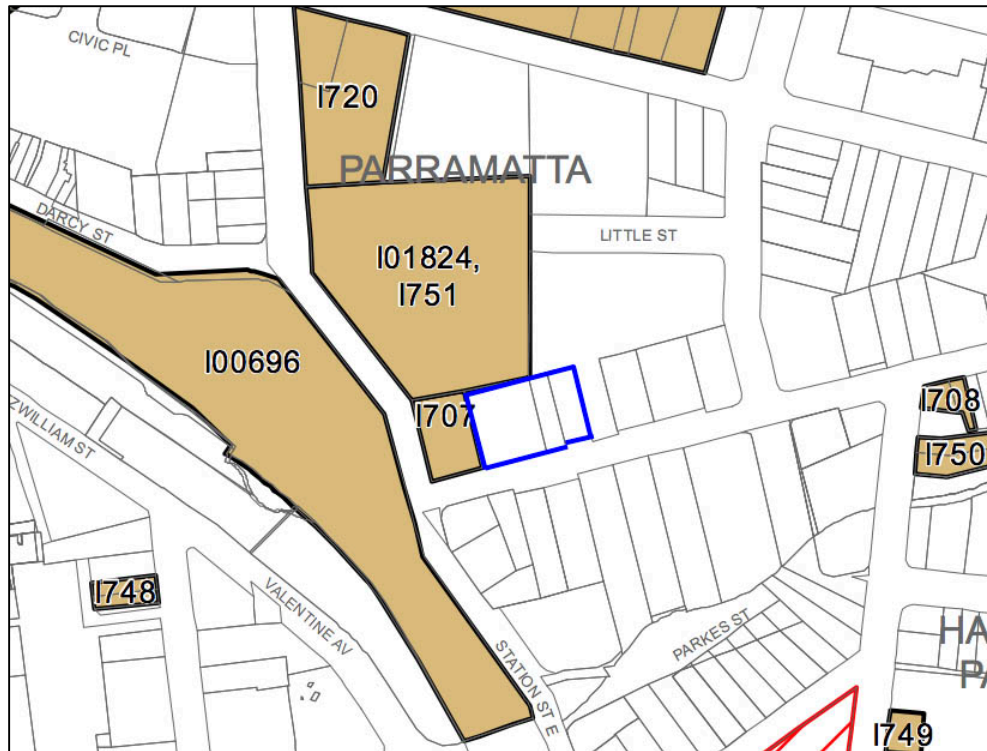 CIVIC PL
I720
PARRAMATTA
DARCY ST
LITTLE ST
I01824,
I751
I00696
I707
I708
ZWILLIAM ST
I750
I748
VALENTINE AV
STATION ST E
PARKES ST
HA
PA
I749